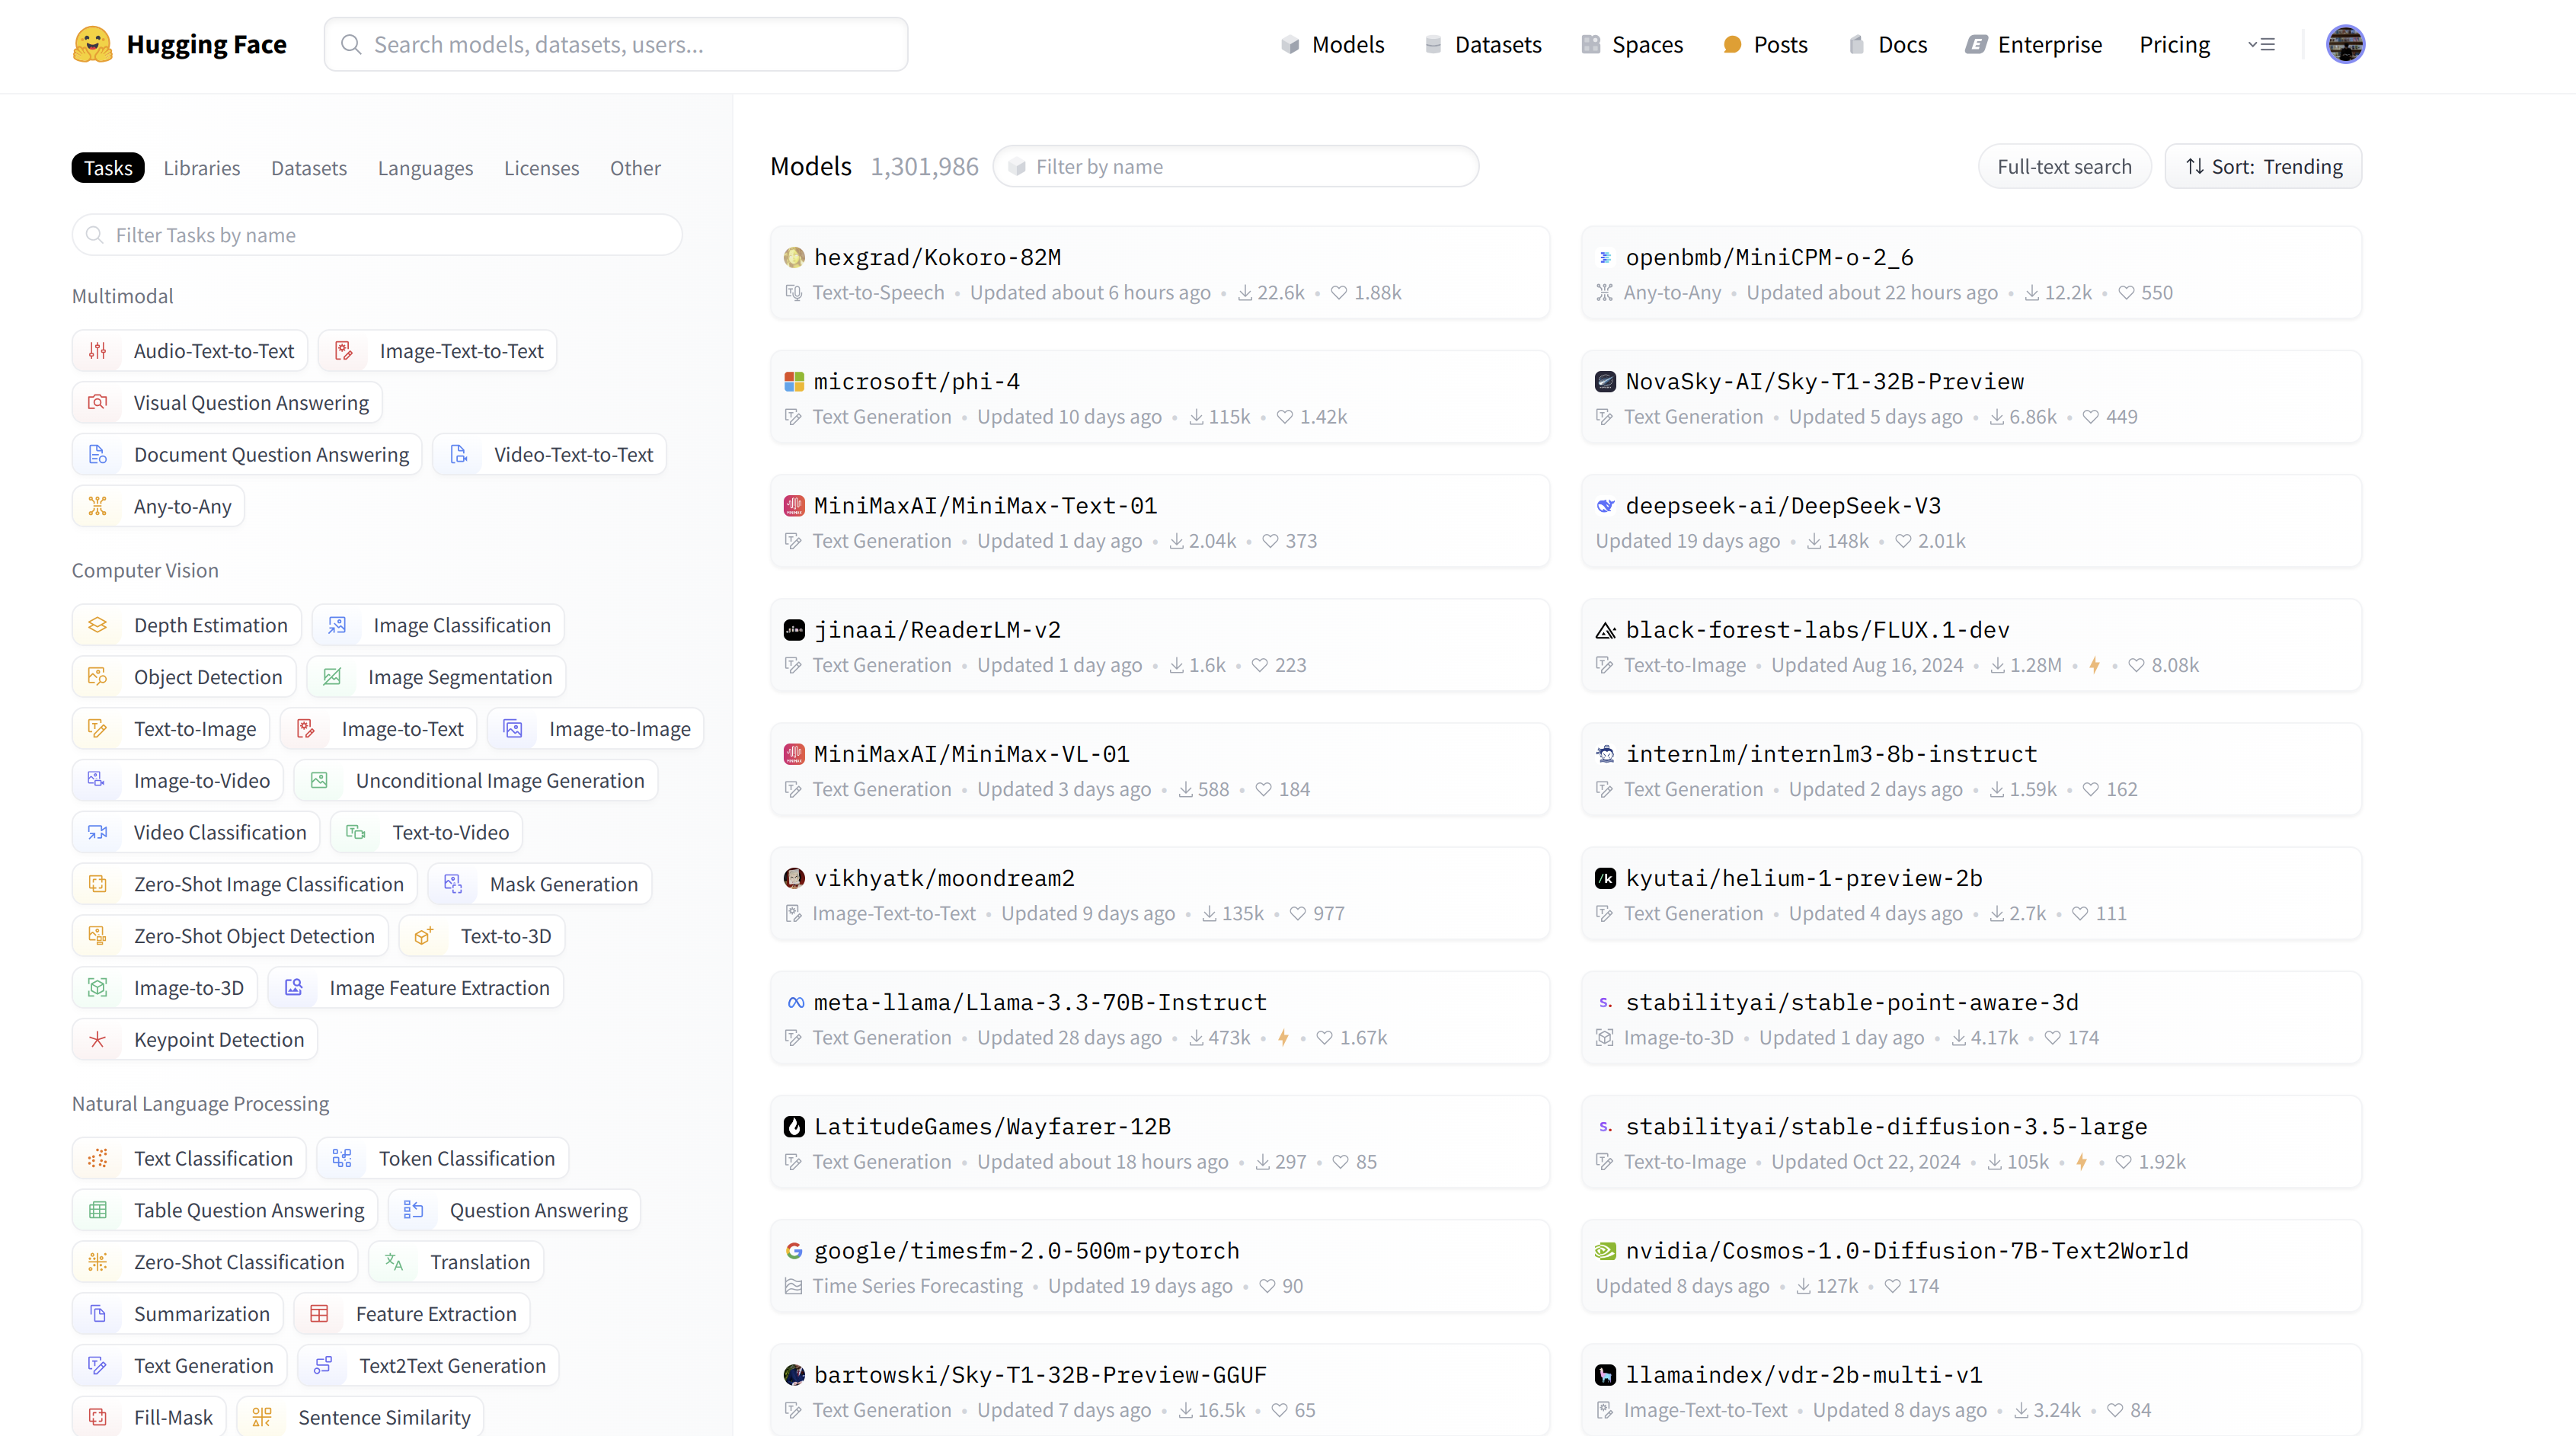 Hugging Face
Search models, datasets, users...
Models Datasets Spaces Posts Docs Enterprise Pricing
Tasks Libraries Datasets Languages Licenses Other
Filter Tasks by name
Multimodal
Audio-Text-to-Text Image-Text-to-Text
Visual Question Answering
Document Question Answering Video-Text-to-Text
Any-to-Any
Computer Vision
Depth Estimation Image Classification
Object Detection Image Segmentation
Text-to-Image Image-to-Text Image-to-Image
Image-to-Video Unconditional Image Generation
Video Classification Text-to-Video
Zero-Shot Image Classification Mask Generation
Zero-Shot Object Detection Text-to-3D
Image-to-3D Image Feature Extraction
Keypoint Detection
Natural Language Processing
Text Classification Token Classification
Table Question Answering Question Answering
Zero-Shot Classification Translation
Summarization Feature Extraction
Text Generation Text2Text Generation
Fill-Mask Sentence Similarity
Models 1,301,986 Filter by name Full-text search Sort: Trending
hexgrad/Kokoro-82M
Text-to-Speech • Updated about 6 hours ago • 22.6k • 1.88k
openbmb/MiniCPM-o-2_6
Any-to-Any • Updated about 22 hours ago • 12.2k • 550
microsoft/phi-4
Text Generation • Updated 10 days ago • 115k • 1.42k
NovaSky-AI/Sky-T1-32B-Preview
Text Generation • Updated 5 days ago • 6.86k • 449
MiniMaxAI/MiniMax-Text-01
Text Generation • Updated 1 day ago • 2.04k • 373
deepseek-ai/DeepSeek-V3
Updated 19 days ago • 148k • 2.01k
jinaai/ReaderLM-v2
Text Generation • Updated 1 day ago • 1.6k • 223
black-forest-labs/FLUX.1-dev
Text-to-Image • Updated Aug 16, 2024 • 1.28M • • 8.08k
MiniMaxAI/MiniMax-VL-01
Text Generation • Updated 3 days ago • 588 • 184
internlm/internlm3-8b-instruct
Text Generation • Updated 2 days ago • 1.59k • 162
vikhyatk/moondream2
Image-Text-to-Text • Updated 9 days ago • 135k • 977
kyutai/helium-1-preview-2b
Text Generation • Updated 4 days ago • 2.7k • 111
meta-llama/Llama-3.3-70B-Instruct
Text Generation • Updated 28 days ago • 473k • • 1.67k
stabilityai/stable-point-aware-3d
Image-to-3D • Updated 1 day ago • 4.17k • 174
LatitudeGames/Wayfarer-12B
Text Generation • Updated about 18 hours ago • 297 • 85
stabilityai/stable-diffusion-3.5-large
Text-to-Image • Updated Oct 22, 2024 • 105k • • 1.92k
google/timesfm-2.0-500m-pytorch
Time Series Forecasting • Updated 19 days ago • 90
nvidia/Cosmos-1.0-Diffusion-7B-Text2World
Updated 8 days ago • 127k • 174
bartowski/Sky-T1-32B-Preview-GGUF
Text Generation • Updated 7 days ago • 16.5k • 65
llamaindex/vdr-2b-multi-v1
Image-Text-to-Text • Updated 8 days ago • 3.24k • 84